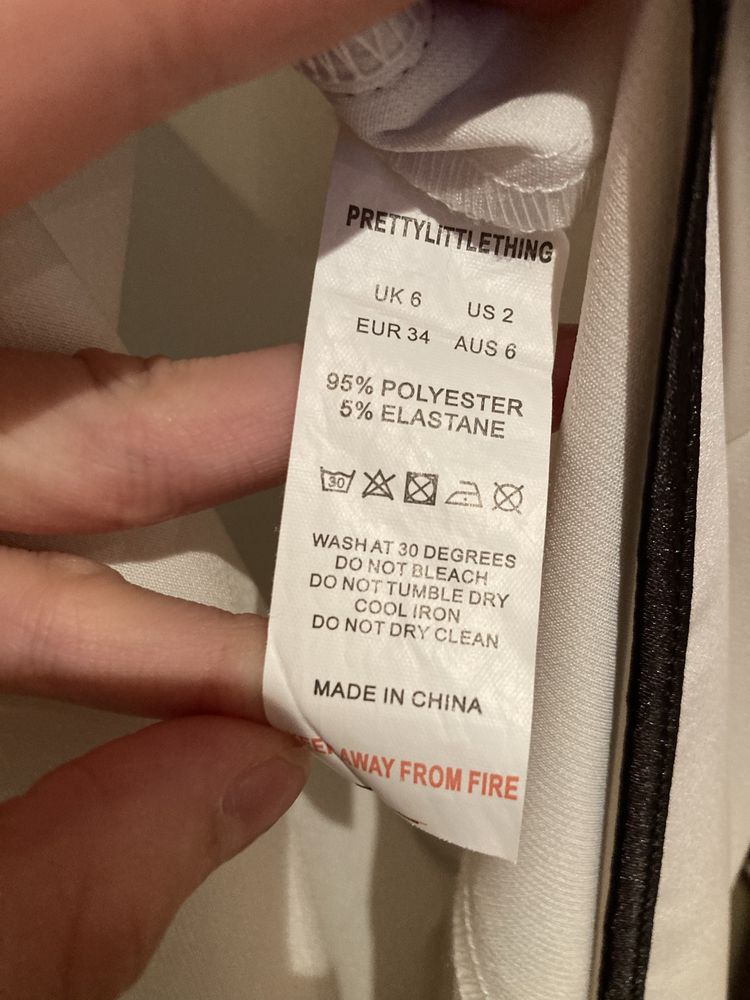 PRETTYLITTLETHING
UK 6 US 2
EUR 34 AUS 6
95% POLYESTER
5% ELASTANE
30
WASH AT 30 DEGREES
DO NOT BLEACH
DO NOT TUMBLE DRY
COOL IRON
DO NOT DRY CLEAN
MADE IN CHINA
AWAY FROM FIRE